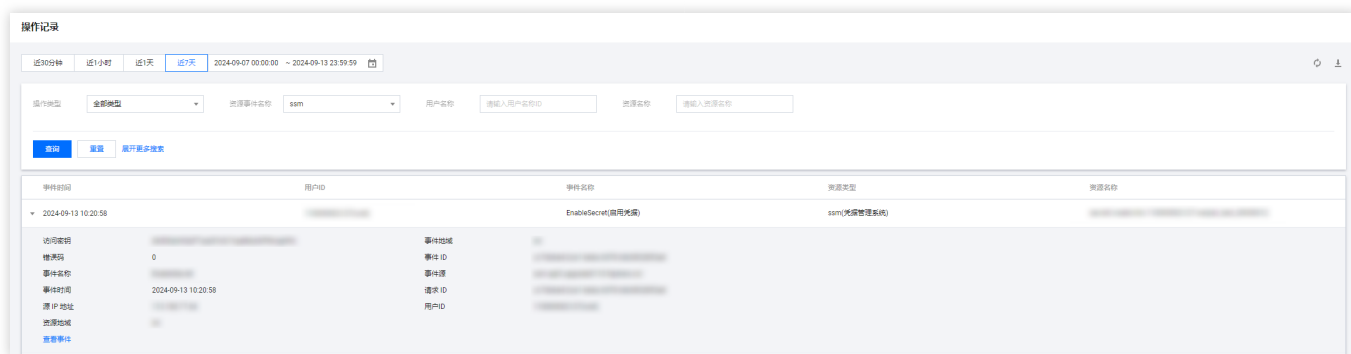 操作记录
近30分钟 近1小时 近1天 近7天 2024-09-07 00:00:00 ~ 2024-09-13 23:59:59
操作类型 全部类型 资源事件名称 ssm 用户名称 请输入用户名称ID 资源名称 请输入资源名称
查询 重置 展开更多搜索
事件时间 用户ID 事件名称 资源类型 资源名称
2024-09-13 10:20:58 EnableSecret(启用凭据) ssm(凭据管理系统)
访问密钥 事件地域
错误码 0 事件 ID
事件名称 事件源
事件时间 2024-09-13 10:20:58 请求 ID
源 IP 地址 用户ID
资源地域
查看事件